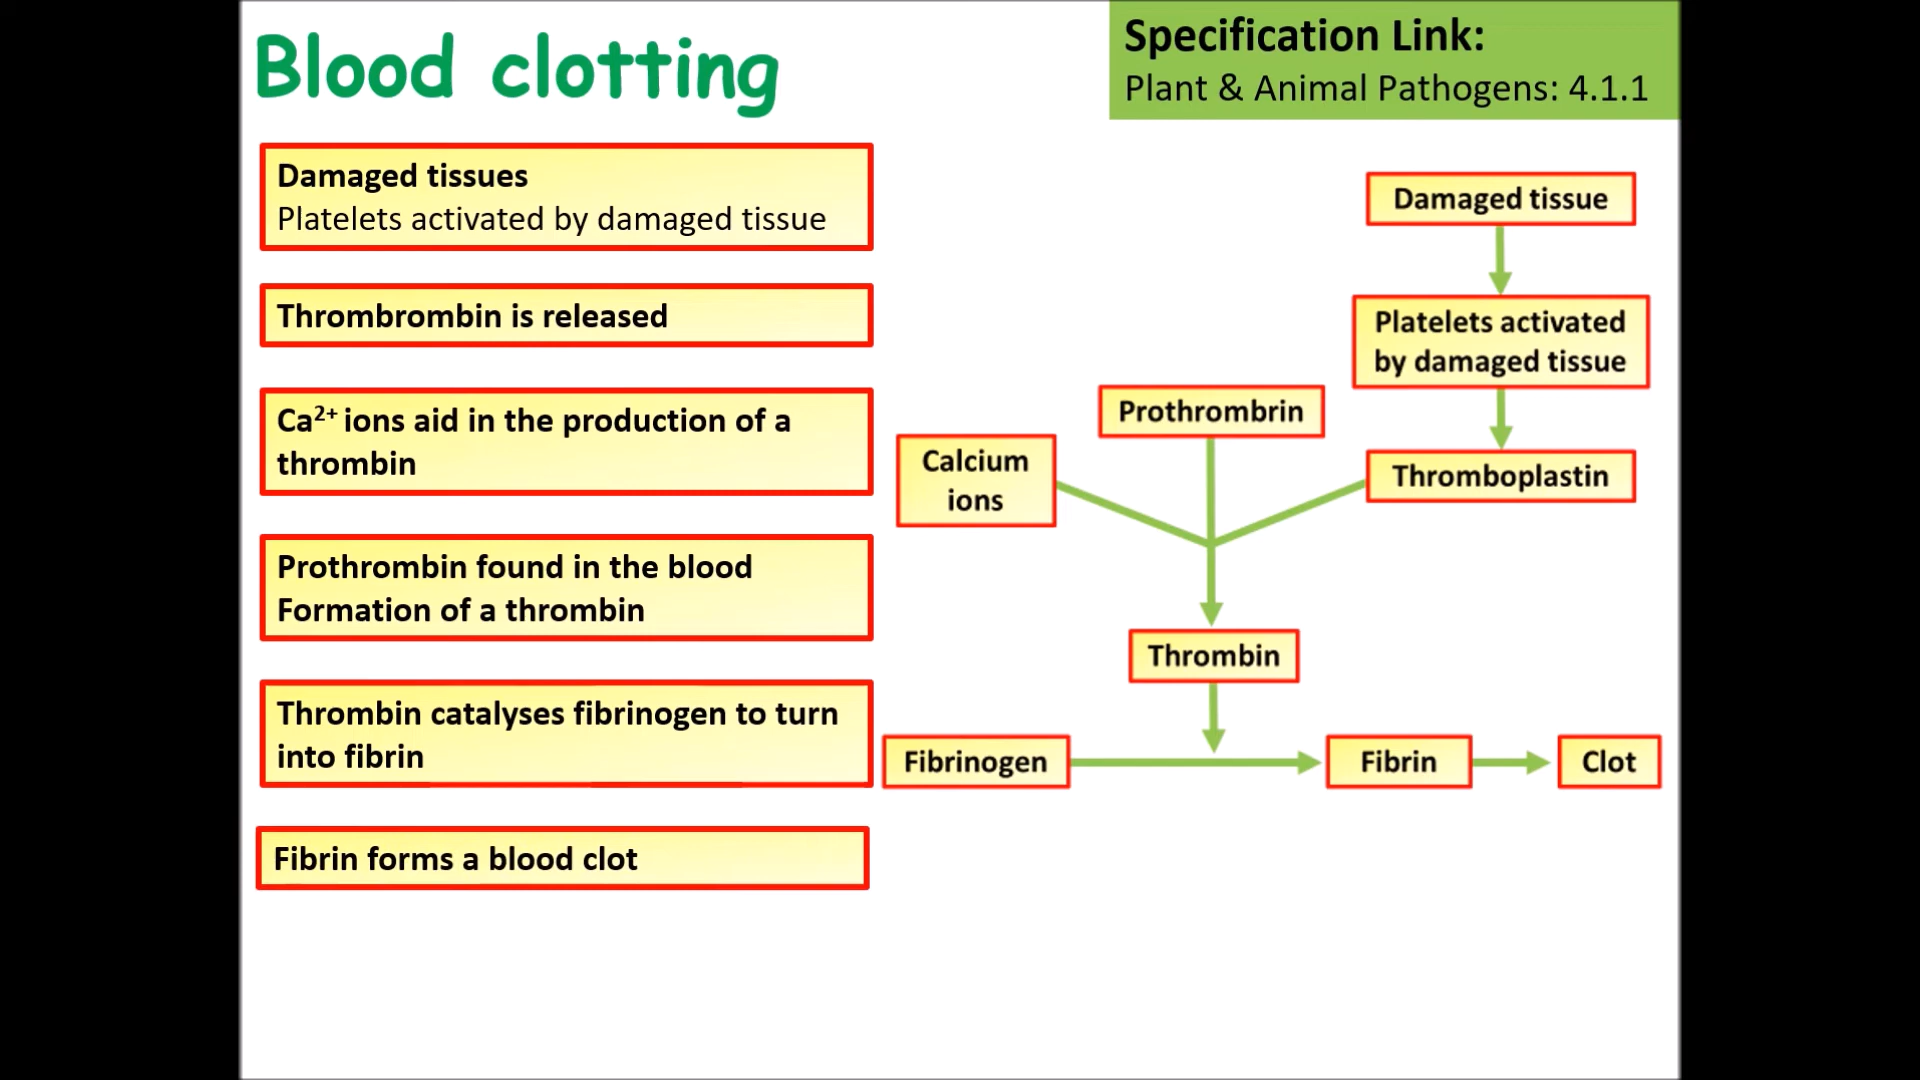 Blood clotting
Specification Link:
Plant & Animal Pathogens: 4.1.1
Damaged tissues
Platelets activated by damaged tissue
Thrombrombin is released
Ca²⁺ ions aid in the production of a
thrombin
Prothrombin found in the blood
Formation of a thrombin
Thrombin catalyses fibrinogen to turn
into fibrin
Fibrin forms a blood clot
Damaged tissue
Platelets activated
by damaged tissue
Prothrombrin
Calcium
ions
Thromboplastin
Thrombin
Fibrinogen
Fibrin
Clot